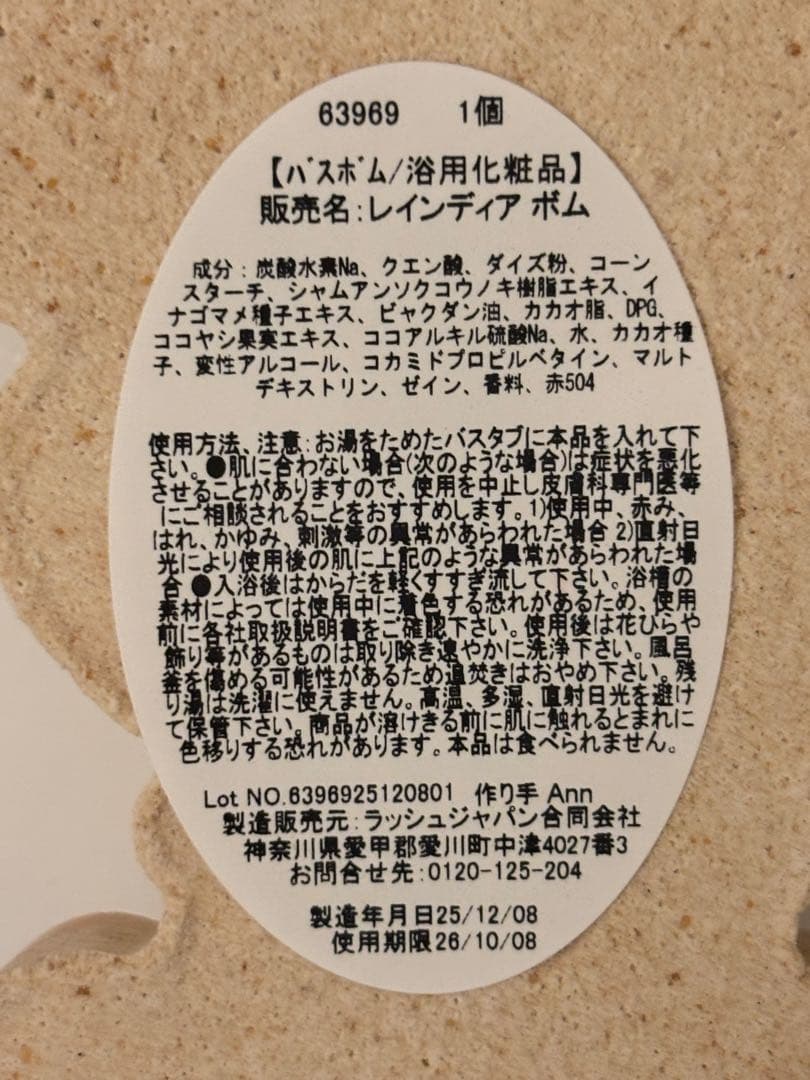 63969 1個
【バスボム/浴用化粧品】
販売名:レインディア ボム
成分:炭酸水素Na、クエン酸、ダイズ粉、コーン
スターチ、シャムアンソクコウノキ樹脂エキス、イ
ナゴマメ種子エキス、ビャクダン油、カカオ脂、DPG、
ココヤシ果実エキス、ココアルキル硫酸Na、水、カカオ種
子、変性アルコール、コカミドプロピルベタイン、マルト
デキストリン、ゼイン、香料、赤504
使用方法、注意:お湯をためたバスタブに本品を入れて下
さい。●肌に合わない場合(次のような場合)は症状を悪化
させることがありますので、使用を中止し皮膚科専門医等
にご相談されることをおすすめします。1)使用中、赤み、
はれ、かゆみ、刺激等の異常があらわれた場合 2)直射日
光により使用後の肌に上記のような異常があらわれた場
合 ●入浴後はからだを軽くすすぎ流して下さい。浴槽の
素材によっては使用中に着色する恐れがあるため、使用
前に各社取扱説明書をご確認下さい。使用後は花びらや
飾り等があるものは取り除き速やかに洗浄下さい。風呂
釜を傷める可能性があるため追焚きはおやめ下さい。残
り湯は洗濯に使えません。高温、多湿、直射日光を避け
て保管下さい。商品が溶けきる前に肌に触れるとまれに
色移りする恐れがあります。本品は食べられません。
Lot NO.6396925120801 作り手 Ann
製造販売元:ラッシュジャパン合同会社
神奈川県愛甲郡愛川町中津4027番3
お問合せ先:0120-125-204
製造年月日25/12/08
使用期限26/10/08